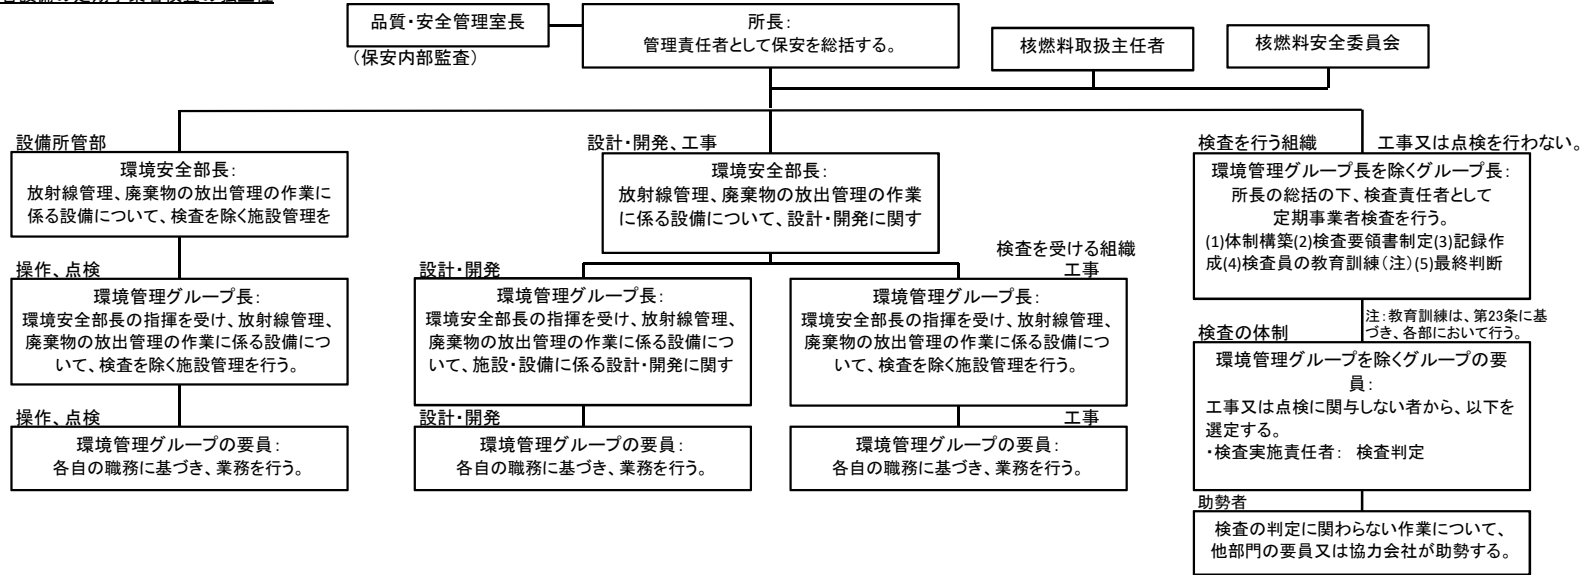 品質・安全管理室長
(保安内部監査)
所長:
管理責任者として保安を総括する。
核燃料取扱主任者
核燃料安全委員会
設備所管部
環境安全部長:
放射線管理、廃棄物の放出管理の作業に
係る設備について、検査を除く施設管理を
操作、点検
環境管理グループ長:
環境安全部長の指揮を受け、放射線管理、
廃棄物の放出管理の作業に係る設備につ
いて、検査を除く施設管理を行う。
操作、点検
環境管理グループの要員:
各自の職務に基づき、業務を行う。
設計・開発、工事
環境安全部長:
放射線管理、廃棄物の放出管理の作業
に係る設備について、設計・開発に関す
検査を受ける組織
設計・開発
環境管理グループ長:
環境安全部長の指揮を受け、放射線管理、
廃棄物の放出管理の作業に係る設備につ
いて、施設・設備に係る設計・開発に関す
設計・開発
環境管理グループの要員:
各自の職務に基づき、業務を行う。
工事
環境管理グループ長:
環境安全部長の指揮を受け、放射線管理、
廃棄物の放出管理の作業に係る設備につ
いて、検査を除く施設管理を行う。
工事
環境管理グループの要員:
各自の職務に基づき、業務を行う。
検査を行う組織
工事又は点検を行わない。
環境管理グループ長を除くグループ長:
所長の総括の下、検査責任者として
定期事業者検査を行う。
(1)体制構築(2)検査要領書制定(3)記録作
成(4)検査員の教育訓練(注)(5)最終判断
注:教育訓練は、第23条に基
づき、各部において行う。
検査の体制
環境管理グループを除くグループの要
員:
工事又は点検に関与しない者から、以下を
選定する。
・検査実施責任者: 検査判定
助勢者
検査の判定に関わらない作業について、
他部門の要員又は協力会社が助勢する。